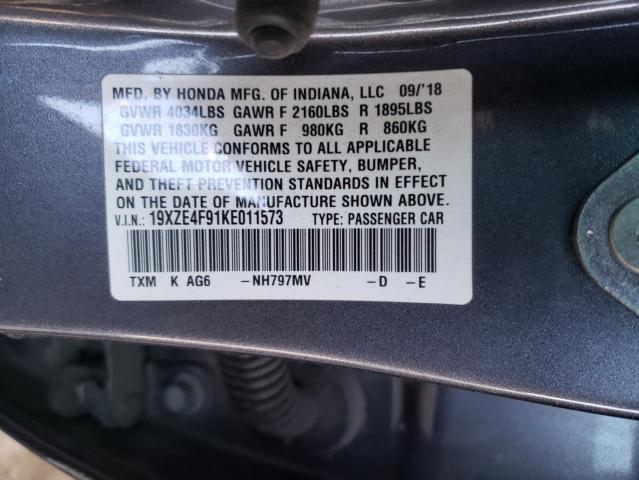 MFD. BY HONDA MFG. OF INDIANA, LLC 09/'18
GVWR 4034LBS GAWR F 2160LBS R 1895LBS
GVWR 1830KG GAWR F 980KG R 860KG
THIS VEHICLE CONFORMS TO ALL APPLICABLE
FEDERAL MOTOR VEHICLE SAFETY, BUMPER,
AND THEFT PREVENTION STANDARDS IN EFFECT
ON THE DATE OF MANUFACTURE SHOWN ABOVE.
V.I.N.: 19XZE4F91KE011573 TYPE: PASSENGER CAR
TXM K AG6 -NH797MV -D -E